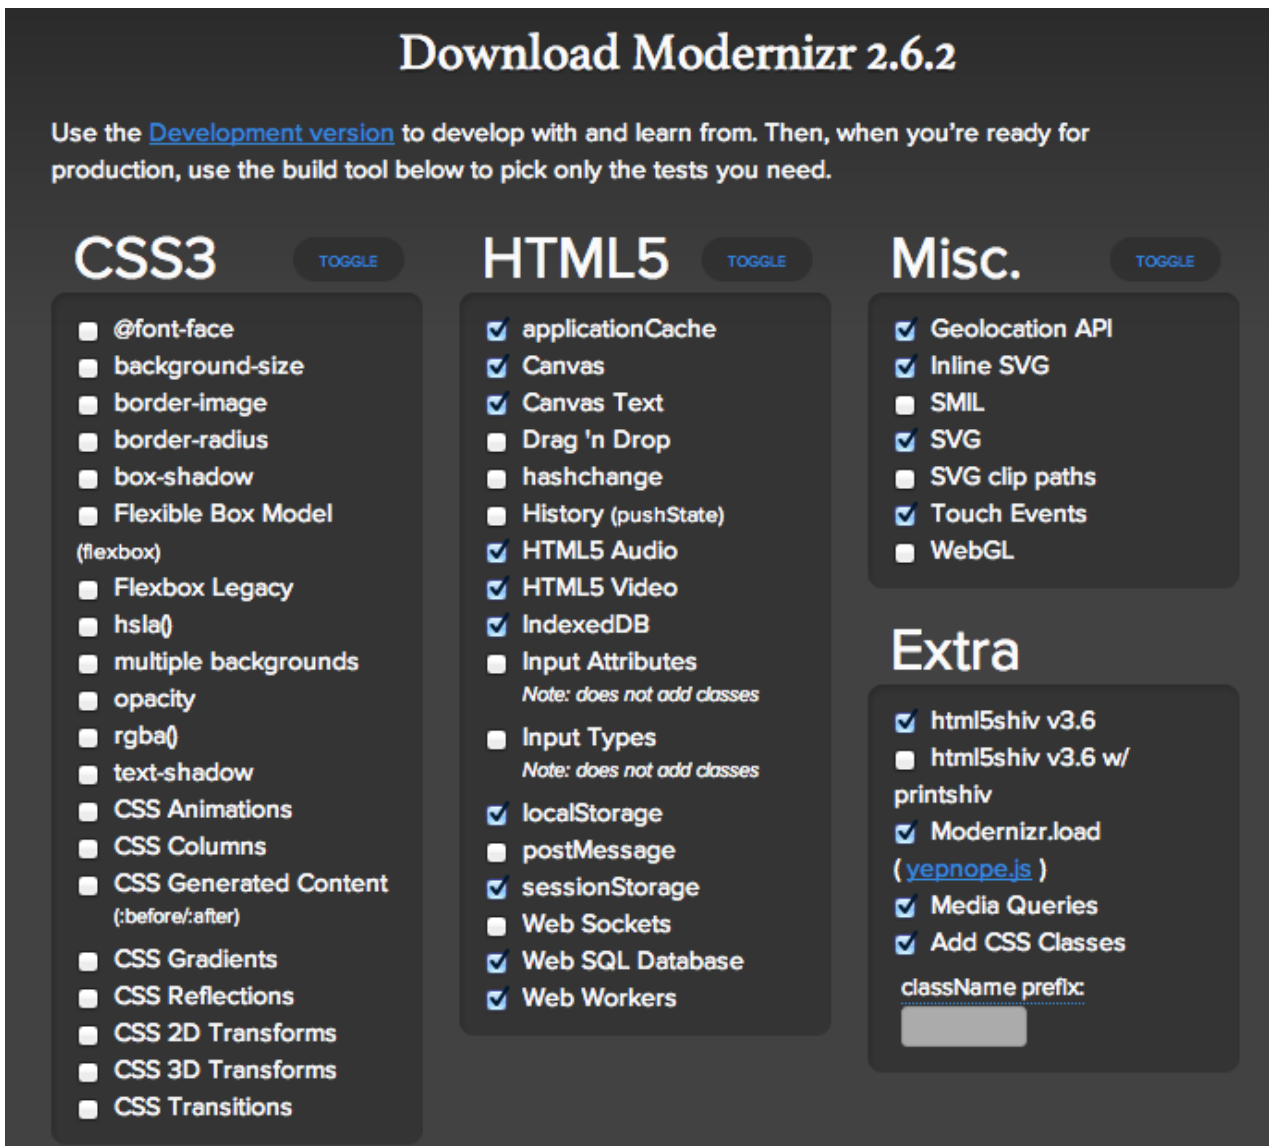 Download Modernizr 2.6.2
Use the Development version to develop with and learn from. Then, when you're ready for
production, use the build tool below to pick only the tests you need.
CSS3
TOGGLE
@font-face
background-size
border-image
border-radius
box-shadow
Flexible Box Model
(flexbox)
Flexbox Legacy
hsla()
multiple backgrounds
opacity
rgba()
text-shadow
CSS Animations
CSS Columns
CSS Generated Content
(:before/:after)
CSS Gradients
CSS Reflections
CSS 2D Transforms
CSS 3D Transforms
CSS Transitions
HTML5
TOGGLE
applicationCache
Canvas
Canvas Text
Drag 'n Drop
hashchange
History (pushState)
HTML5 Audio
HTML5 Video
IndexedDB
Input Attributes
Note: does not add classes
Input Types
Note: does not add classes
localStorage
postMessage
sessionStorage
Web Sockets
Web SQL Database
Web Workers
Misc.
TOGGLE
Geolocation API
Inline SVG
SMIL
SVG
SVG clip paths
Touch Events
WebGL
Extra
html5shiv v3.6
html5shiv v3.6 w/
printshiv
Modernizr.load
( yepnope.js )
Media Queries
Add CSS Classes
className prefix: